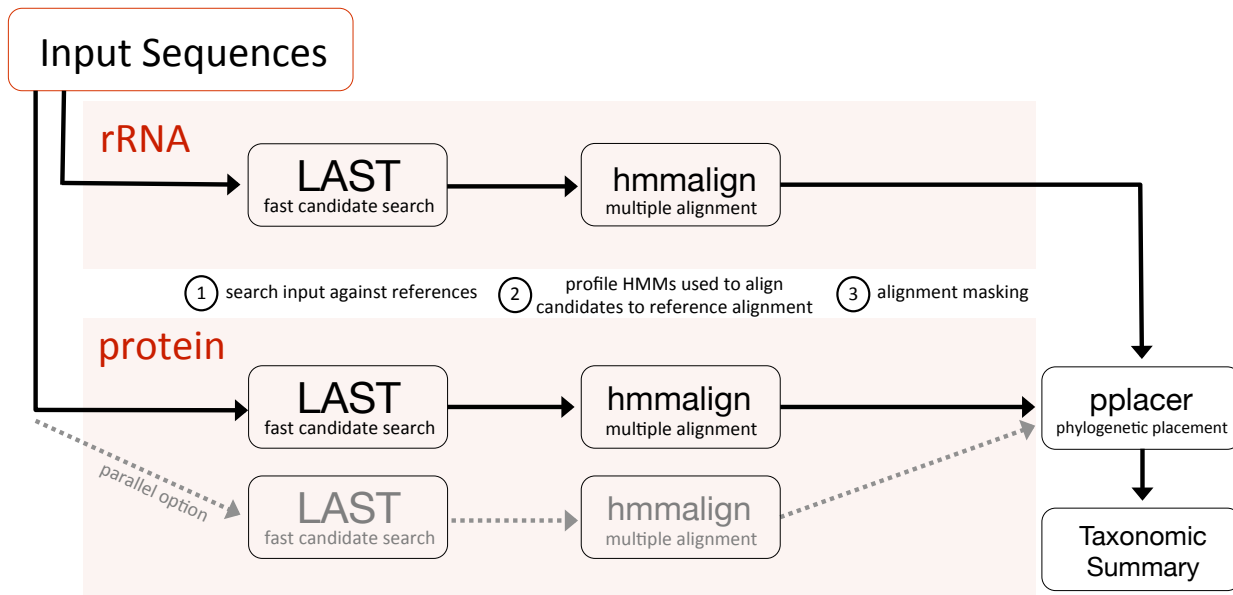 Input Sequences
rRNA
LAST
fast candidate search
hmmalign
multiple alignment
1 search input against references
2 profile HMMs used to align
candidates to reference alignment
3 alignment masking
protein
LAST
fast candidate search
hmmalign
multiple alignment
pplacer
phylogenetic placement
parallel option
LAST
fast candidate search
hmmalign
multiple alignment
Taxonomic
Summary